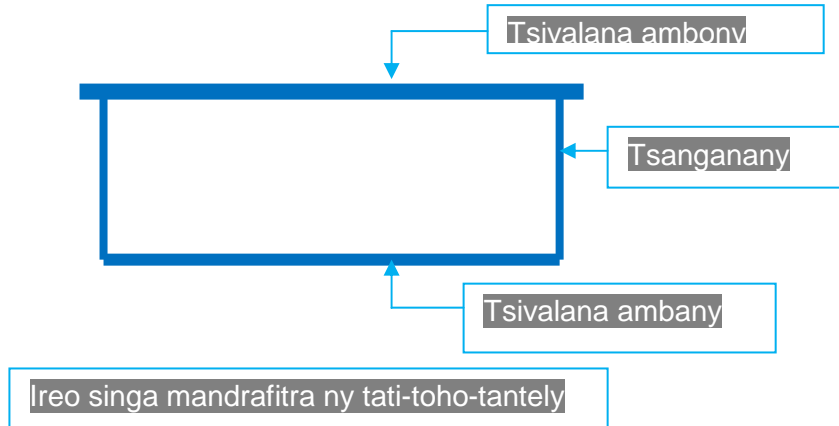 Tsivalana ambony
Tsanganany
Tsivalana ambany
Ireo singa mandrafitra ny tati-toho-tantely